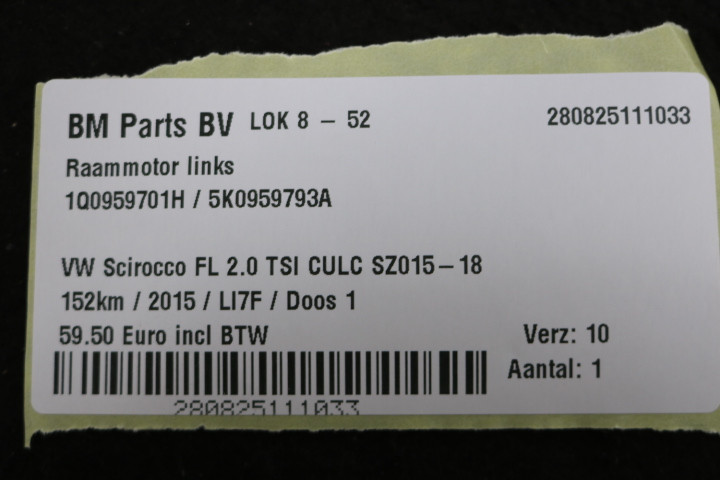 BM Parts BV LOK 8 – 52 280825111033
Raammotor links
1Q0959701H / 5K0959793A
VW Scirocco FL 2.0 TSI CULC SZ015–18
152km / 2015 / LI7F / Doos 1
59.50 Euro incl BTW Verz: 10
Aantal: 1
280825111033